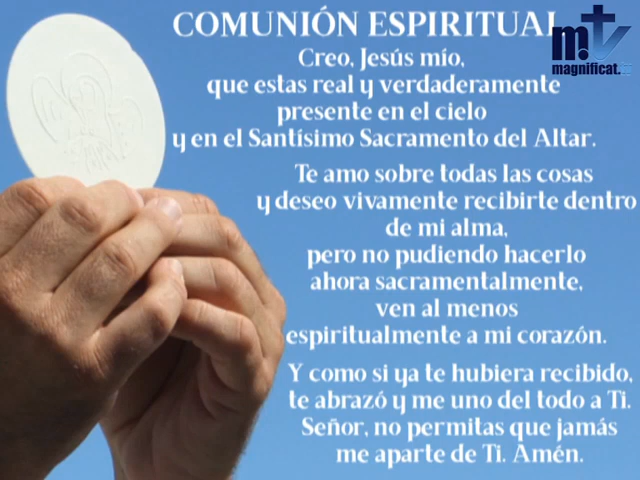 COMUNIÓN ESPIRITUAL
Creo, Jesús mío,
que estas real y verdaderamente
presente en el cielo
y en el Santísimo Sacramento del Altar.
Te amo sobre todas las cosas
y deseo vivamente recibirte dentro
de mi alma,
pero no pudiendo hacerlo
ahora sacramentalmente,
ven al menos
espiritualmente a mi corazón.
Y como si ya te hubiera recibido,
te abrazó y me uno del todo a Ti.
Señor, no permitas que jamás
me aparte de Ti. Amén.
mtv
magnificat.tv